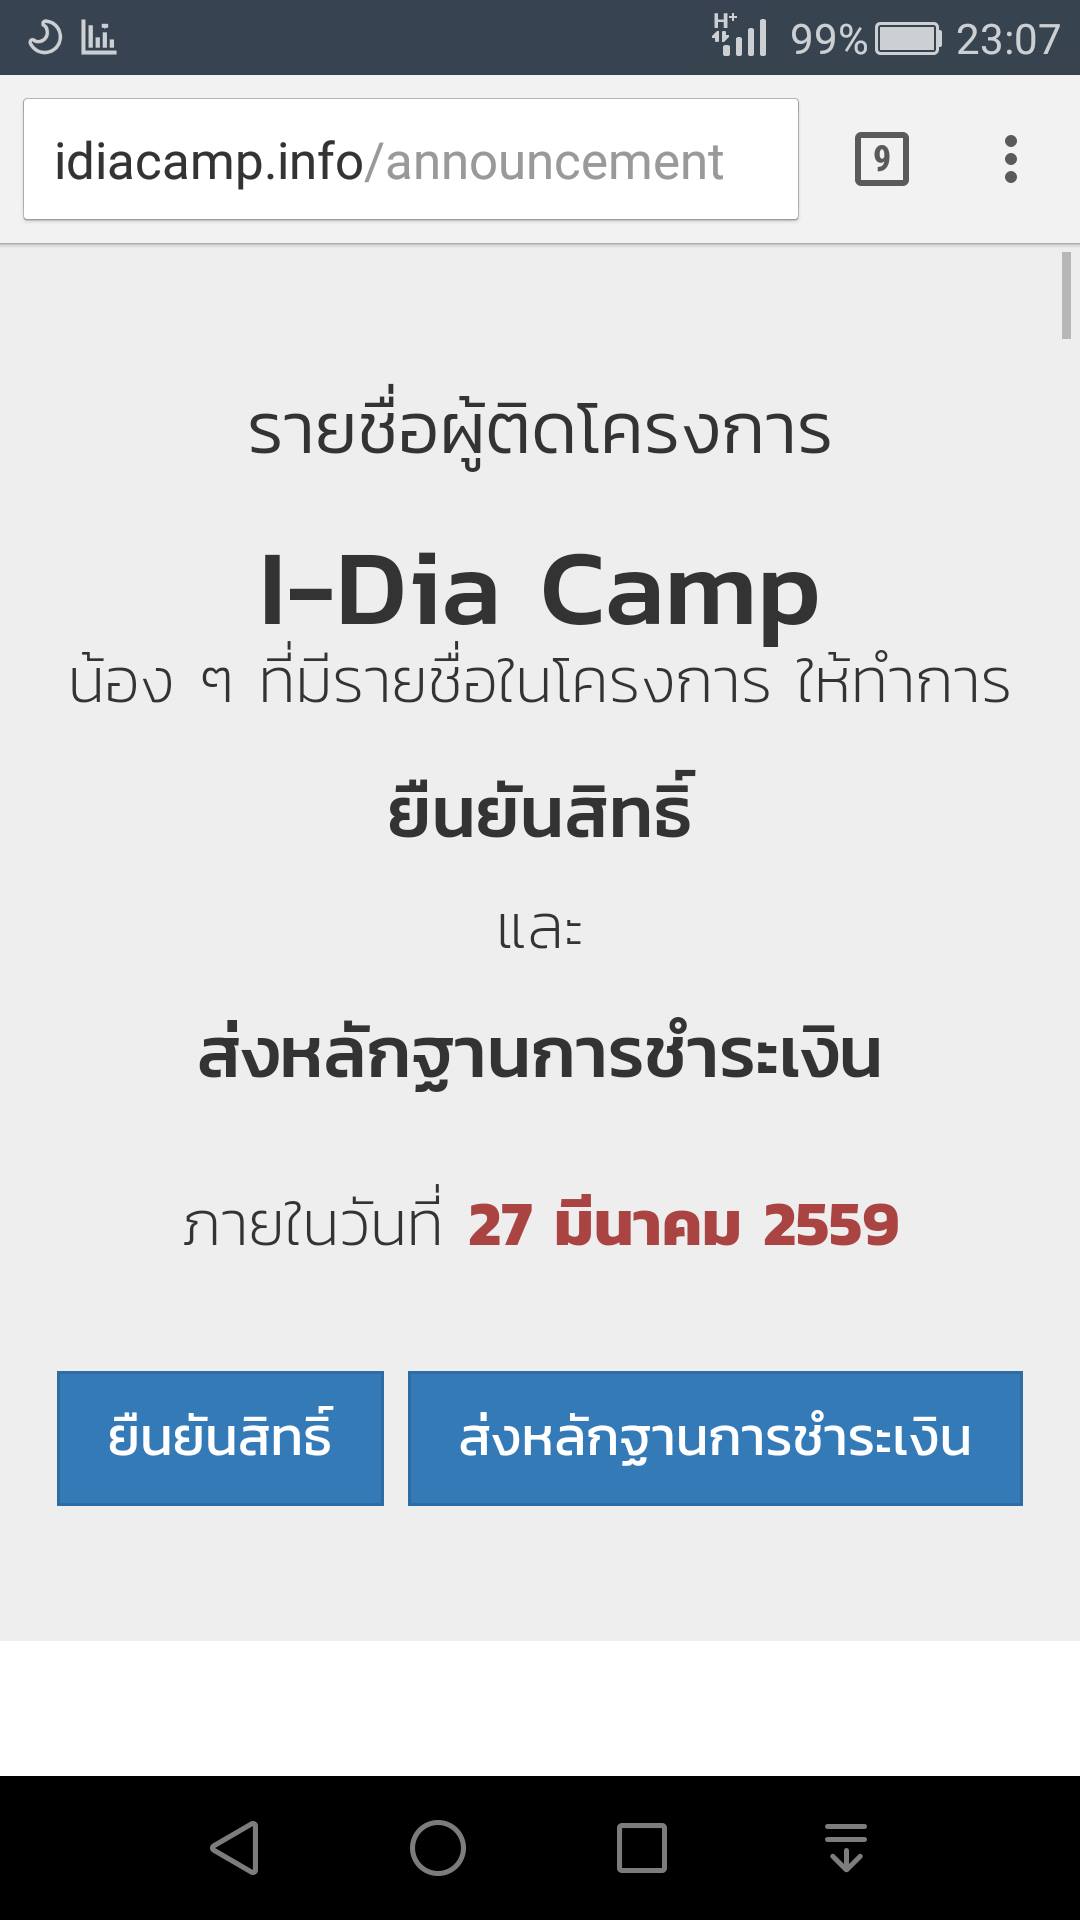 H+ 99% 23:07
idiacamp.info/announcement 9
รายชื่อผู้ติดโครงการ
I-Dia Camp
น้อง ๆ ที่มีรายชื่อในโครงการ ให้ทำการ
ยืนยันสิทธิ์
และ
ส่งหลักฐานการชำระเงิน
ภายในวันที่ 27 มีนาคม 2559
ยืนยันสิทธิ์ ส่งหลักฐานการชำระเงิน